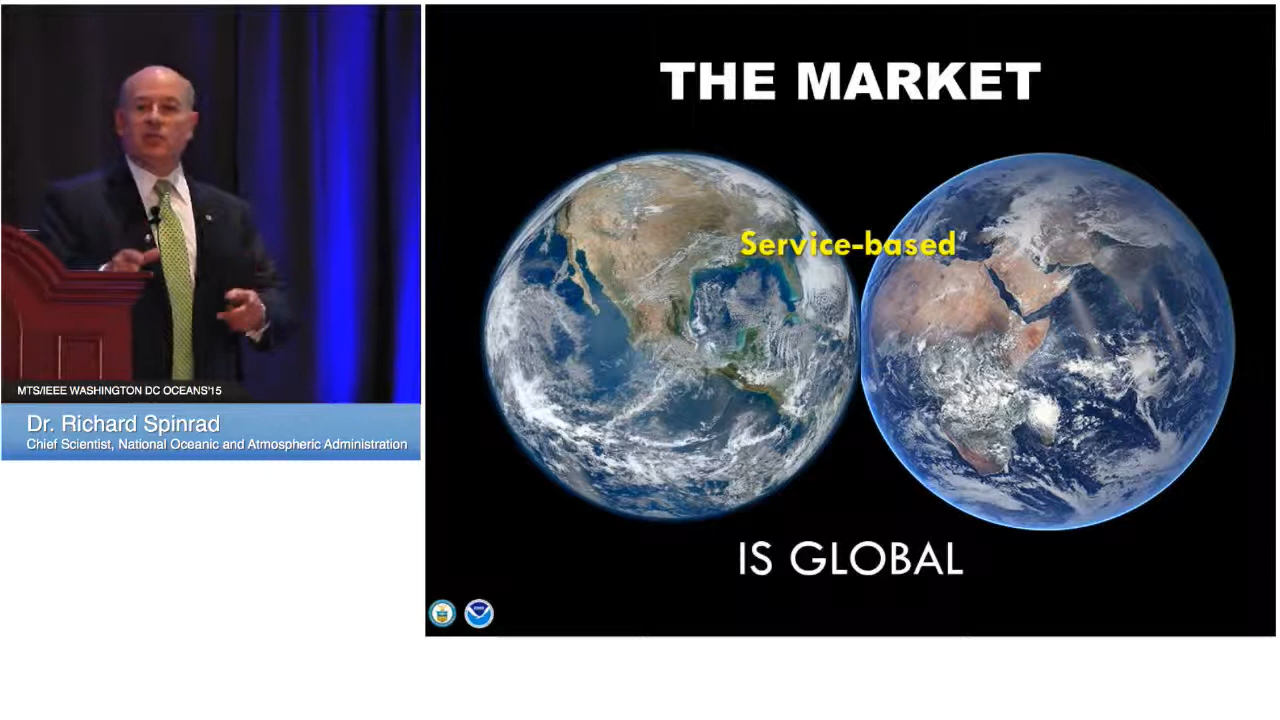 MTS/IEEE WASHINGTON DC OCEANS'15
Dr. Richard Spinrad
Chief Scientist, National Oceanic and Atmospheric Administration
THE MARKET
Service-based
IS GLOBAL